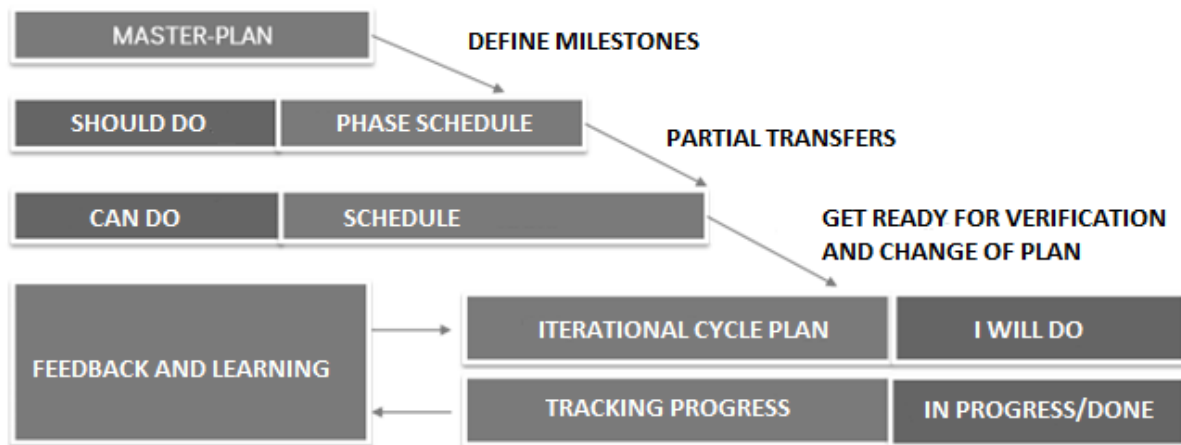 MASTER-PLAN
DEFINE MILESTONES
SHOULD DO
PHASE SCHEDULE
PARTIAL TRANSFERS
CAN DO
SCHEDULE
GET READY FOR VERIFICATION
AND CHANGE OF PLAN
FEEDBACK AND LEARNING
ITERATIONAL CYCLE PLAN
I WILL DO
TRACKING PROGRESS
IN PROGRESS/DONE